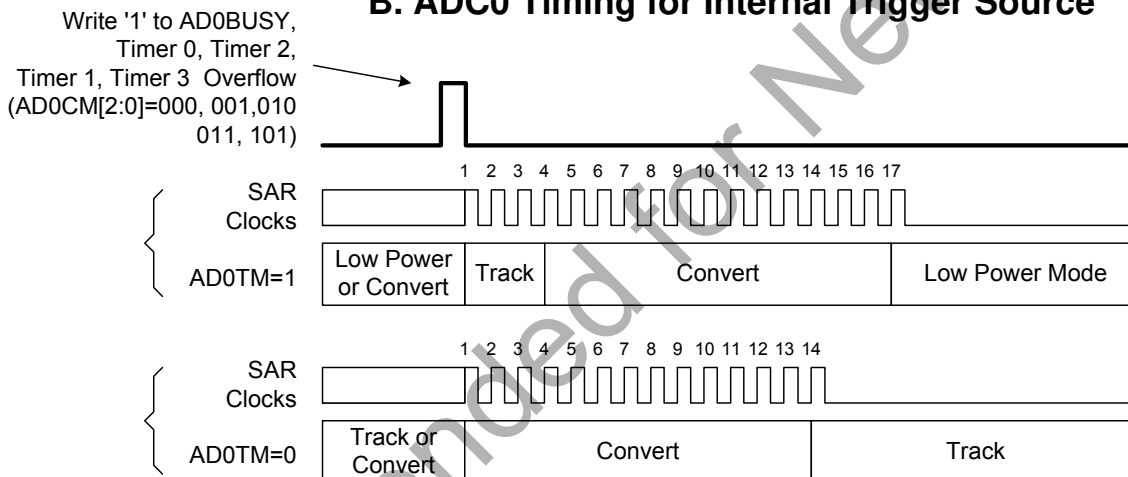 B. ADC0 Timing for Internal Trigger Source
Write '1' to AD0BUSY,
Timer 0, Timer 2,
Timer 1, Timer 3 Overflow
(AD0CM[2:0]=000, 001,010
011, 101)
1 2 3 4 5 6 7 8 9 10 11 12 13 14 15 16 17
SAR
Clocks
AD0TM=1
Low Power
or Convert
Track
Convert
Low Power Mode
1 2 3 4 5 6 7 8 9 10 11 12 13 14
SAR
Clocks
AD0TM=0
Track or
Convert
Convert
Track
nded for Ne